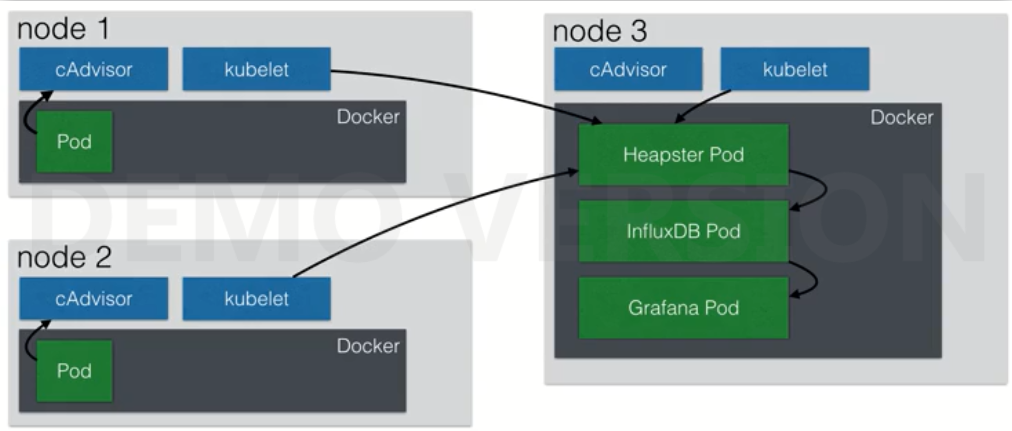 node 1
cAdvisor
kubelet
Docker
Pod
node 2
cAdvisor
kubelet
Docker
Pod
node 3
cAdvisor
kubelet
Docker
Heapster Pod
InfluxDB Pod
Grafana Pod
DEMO VERSION